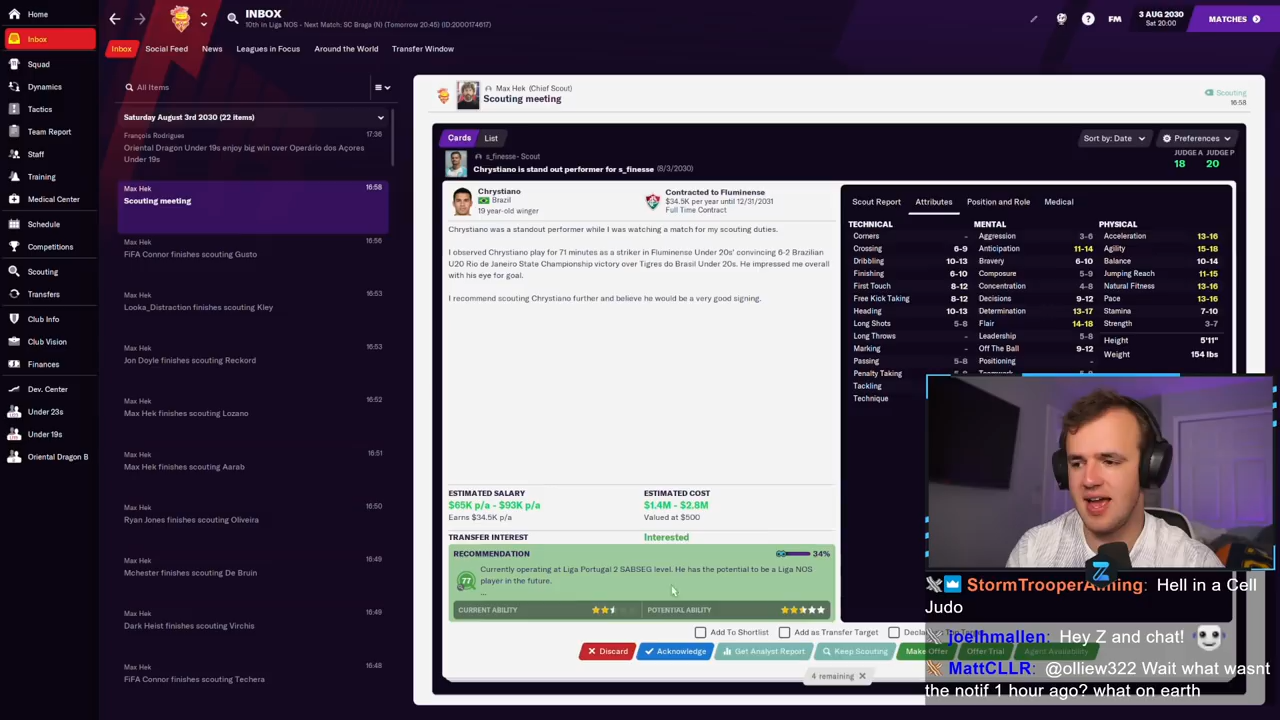 Home
Inbox
Squad
Dynamics
Tactics
Team Report
Staff
Training
Medical Center
Schedule
Competitions
Scouting
Transfers
Club Info
Club Vision
Finances
Dev. Center
Under 23s
Under 19s
Oriental Dragon B
INBOX
10th in Liga NOS - Next Match: SC Braga (N) (Tomorrow 20:45) (ID:2000174617)
FM
3 AUG 2030
Sat 20:00
MATCHES
Inbox
Social Feed
News
Leagues in Focus
Around the World
Transfer Window
All Items
Saturday August 3rd 2030 (22 items)
François Rodrigues 17:36
Oriental Dragon Under 19s enjoy big win over Operário dos Açores
Under 19s
Max Hek 16:58
Scouting meeting
Max Hek 16:56
FiFA Connor finishes scouting Gusto
Max Hek 16:53
Looka_Distraction finishes scouting Kley
Max Hek 16:53
Jon Doyle finishes scouting Reckord
Max Hek 16:52
Max Hek finishes scouting Lozano
Max Hek 16:51
Max Hek finishes scouting Aarab
Max Hek 16:50
Ryan Jones finishes scouting Oliveira
Max Hek 16:49
Mchester finishes scouting De Bruin
Max Hek 16:49
Dark Heist finishes scouting Virchis
Max Hek 16:48
FiFA Connor finishes scouting Techera
Max Hek (Chief Scout)
Scouting meeting
Scouting
16:58
Cards List
Sort by: Date
Preferences
s_finesse- Scout
Chrystiano is stand out performer for s_finesse (8/3/2030)
JUDGE A JUDGE P
18 20
Chrystiano
Brazil
19 year-old winger
Contracted to Fluminense
$34.5K per year until 12/31/2031
Full Time Contract
Chrystiano was a standout performer while I was watching a match for my scouting duties.
I observed Chrystiano play for 71 minutes as a striker in Fluminense Under 20s' convincing 6-2 Brazilian
U20 Rio de Janeiro State Championship victory over Tigres do Brasil Under 20s. He impressed me overall
with his eye for goal.
I recommend scouting Chrystiano further and believe he would be a very good signing.
ESTIMATED SALARY
$65K p/a - $93K p/a
Earns $34.5K p/a
ESTIMATED COST
$1.4M - $2.8M
Valued at $500
TRANSFER INTEREST
Interested
RECOMMENDATION
34%
77
Currently operating at Liga Portugal 2 SABSEG level. He has the potential to be a Liga NOS
player in the future.
...
CURRENT ABILITY
POTENTIAL ABILITY
Scout Report
Attributes
Position and Role
Medical
TECHNICAL
Corners -
Crossing 6-9
Dribbling 10-13
Finishing 6-10
First Touch 8-12
Free Kick Taking 8-12
Heading 10-13
Long Shots 5-8
Long Throws -
Marking -
Passing 5-8
Penalty Taking 5-8
Tackling
Technique
MENTAL
Aggression 3-6
Anticipation 11-14
Bravery 6-10
Composure 5-9
Concentration 4-8
Decisions 9-12
Determination 13-17
Flair 14-18
Leadership 5-8
Off The Ball 9-12
Positioning -
Teamwork 5-8
PHYSICAL
Acceleration 13-16
Agility 15-18
Balance 10-14
Jumping Reach 11-15
Natural Fitness 13-16
Pace 13-16
Stamina 7-10
Strength 3-7
Height 5'11"
Weight 154 lbs
Add To Shortlist
Add as Transfer Target
Discard
Acknowledge
Get Analyst Report
Keep Scouting
Make Offer
Offer Trial
Agent Availability
4 remaining
StormTrooperAiming: Hell in a Cell
Judo
joelhmallen: Hey Z and chat!
MattCLLR: @olliew322 Wait what wasnt
the notif 1 hour ago? what on earth